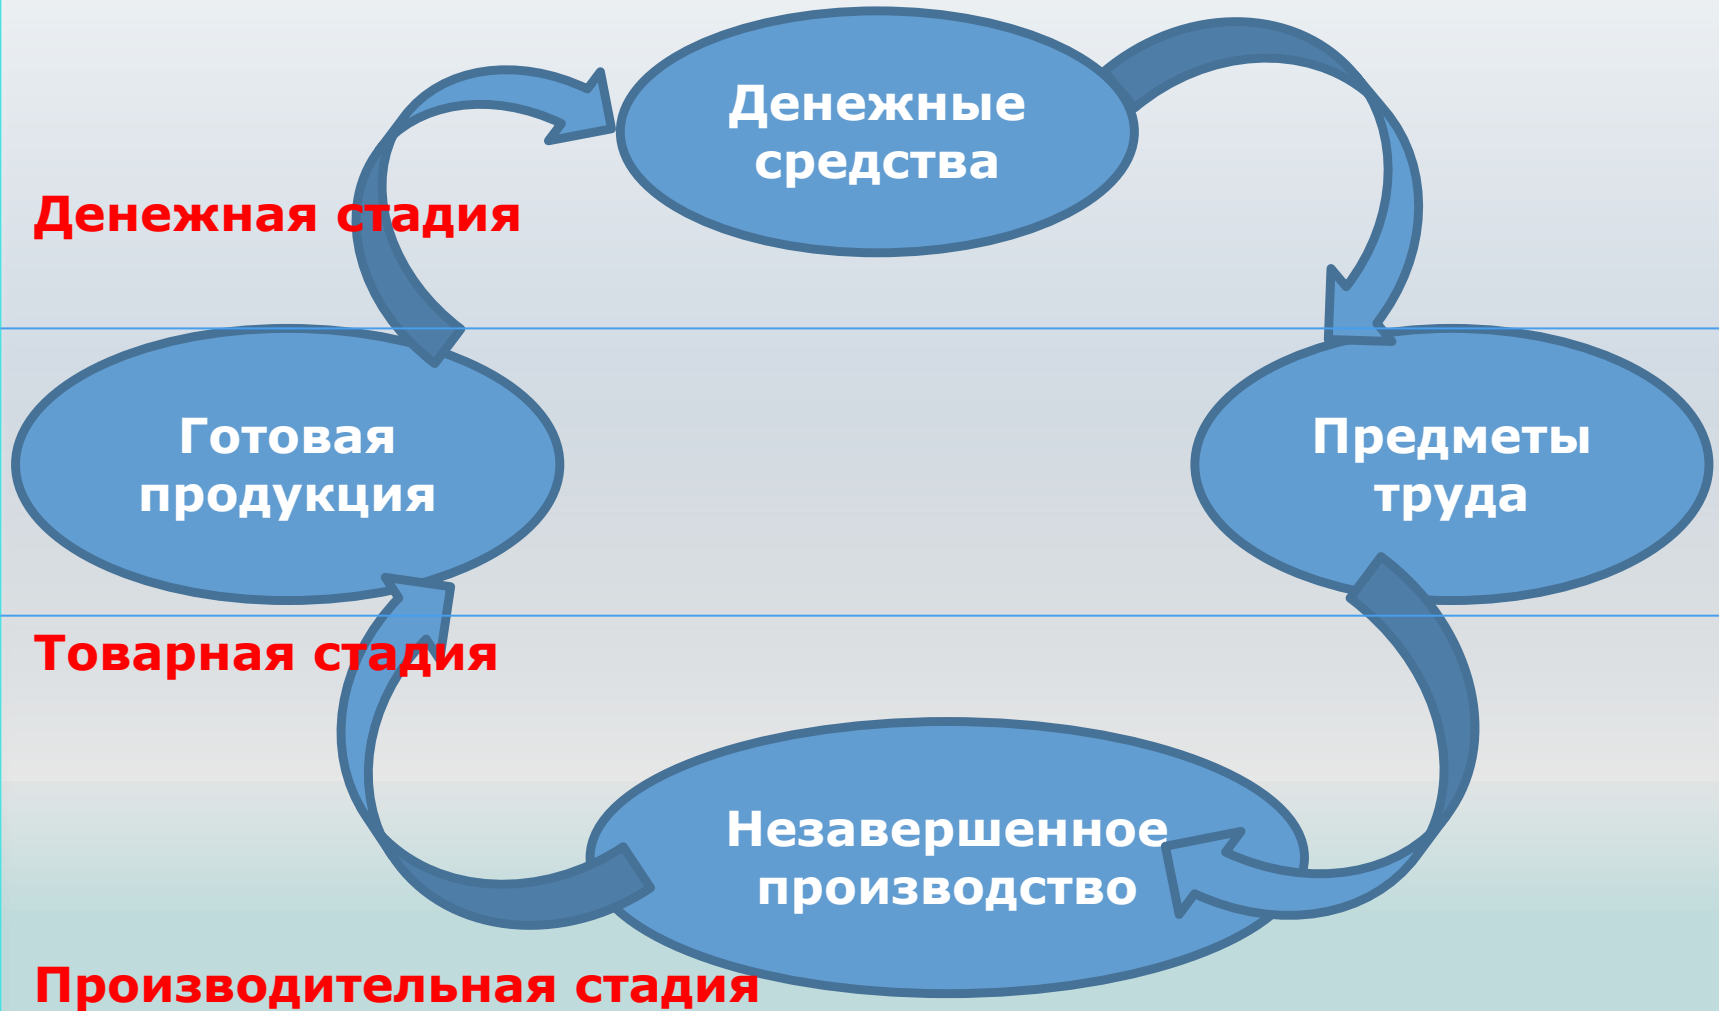 Денежные
средства
Денежная стадия
Готовая
продукция
Предметы
труда
Товарная стадия
Незавершенное
производство
Производительная стадия